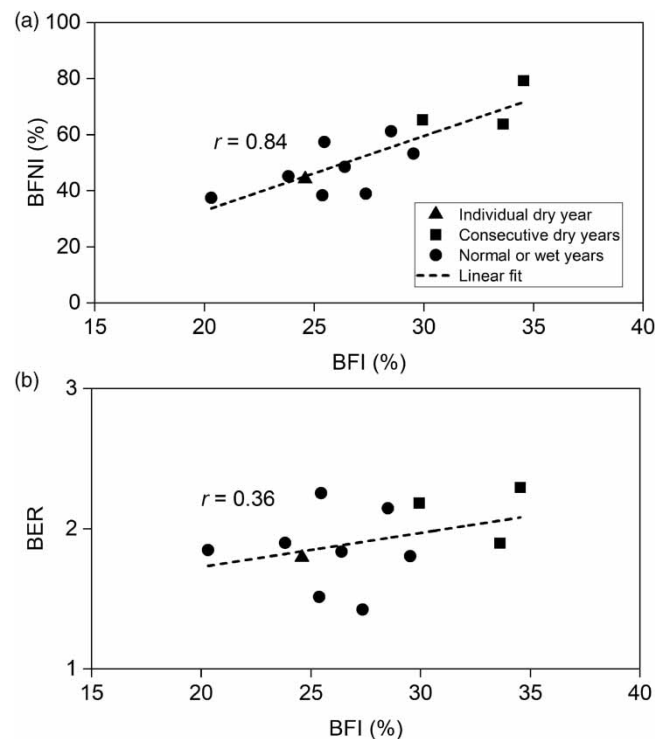 (a)
100
80
60
40
20
0
BFNI (%)
r = 0.84
Individual dry year
Consecutive dry years
Normal or wet years
Linear fit
15 20 25 30 35 40
BFI (%)
(b)
3
2
1
BER
r = 0.36
15 20 25 30 35 40
BFI (%)